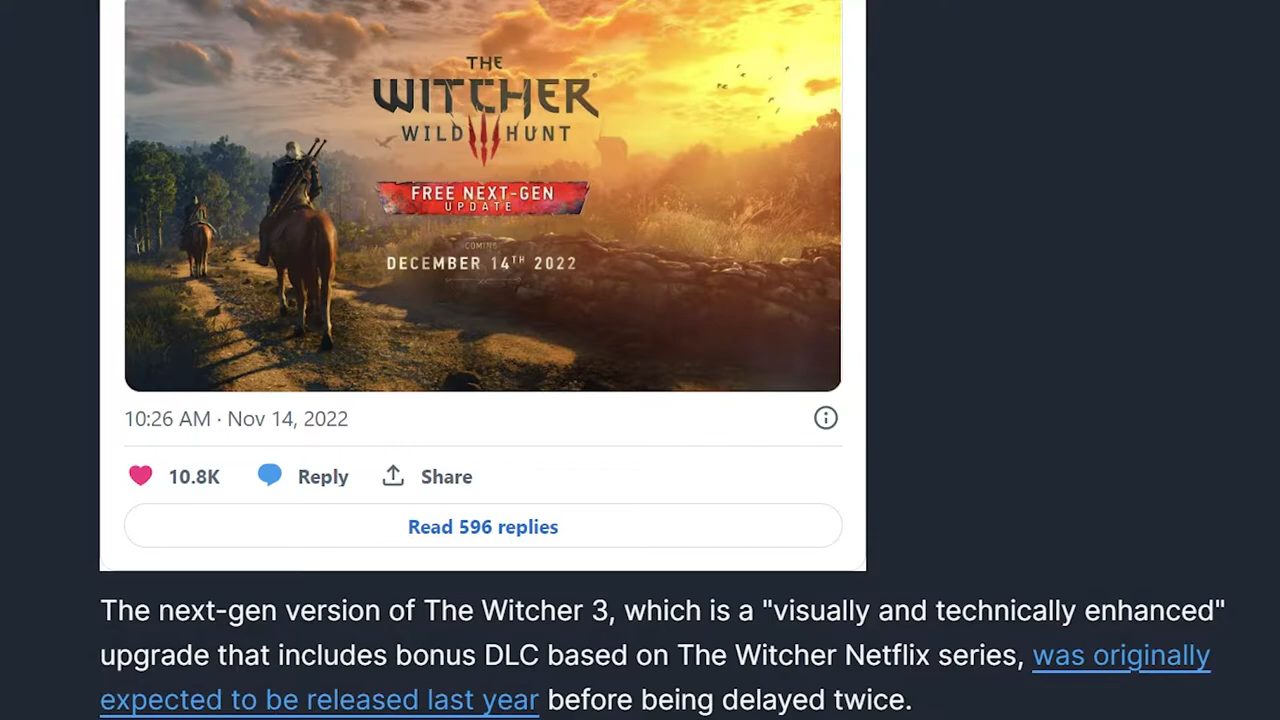 THE
WITCHER
WILD HUNT
FREE NEXT-GEN
UPDATE
COMING
DECEMBER 14TH 2022
10:26 AM · Nov 14, 2022
10.8K Reply Share
Read 596 replies
The next-gen version of The Witcher 3, which is a "visually and technically enhanced"
upgrade that includes bonus DLC based on The Witcher Netflix series, was originally
expected to be released last year before being delayed twice.